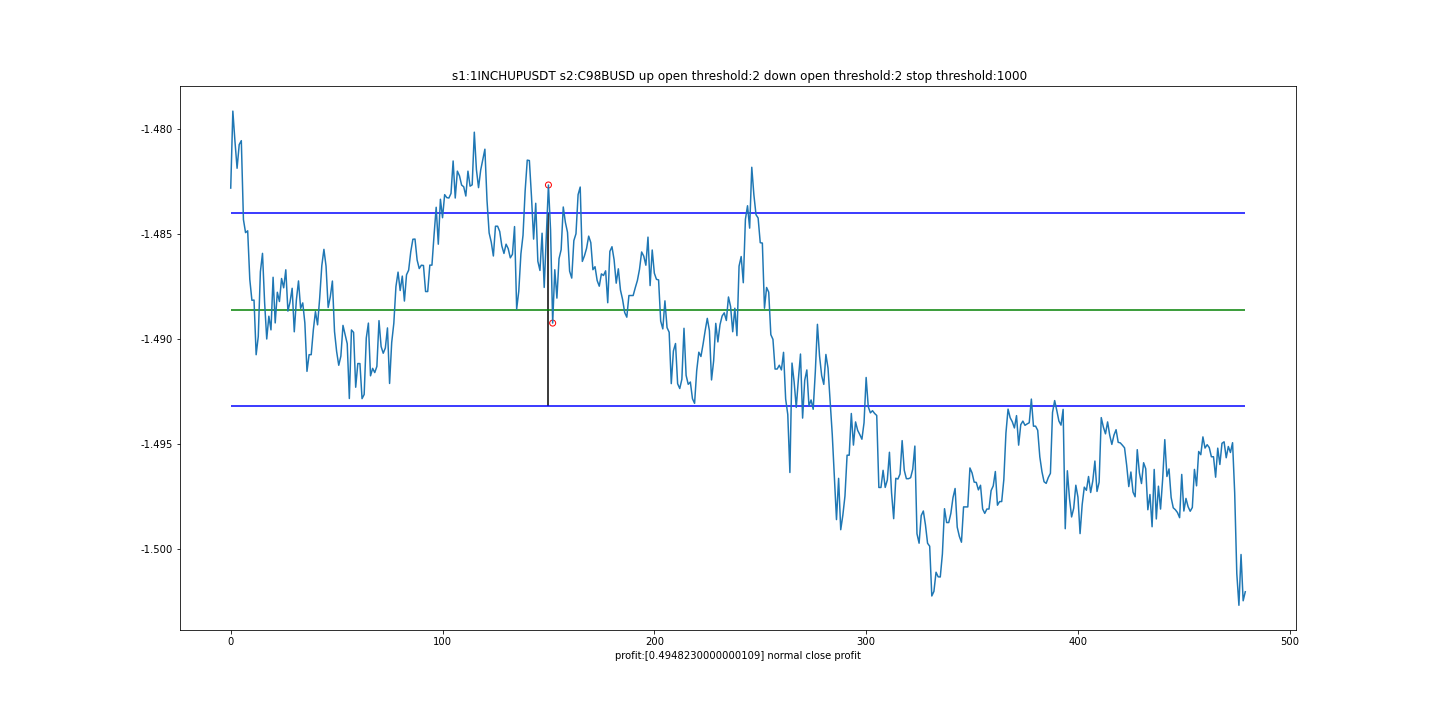 s1:1INCHUPUSDT s2:C98BUSD up open threshold:2 down open threshold:2 stop threshold:1000
-1.480
-1.485
-1.490
-1.495
-1.500
0 100 200 300 400 500
profit:[0.4948230000000109] normal close profit